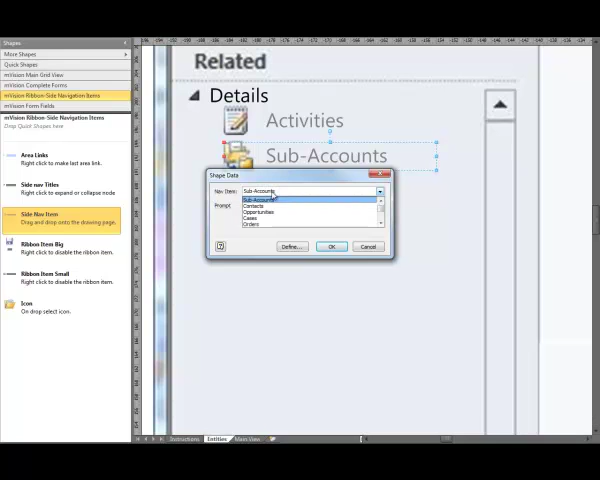 Shapes
More Shapes
Quick Shapes
mVision Main Grid View
mVision Complete Forms
mVision Ribbon-Side Navigation Items
mVision Form Fields
mVision Ribbon-Side Navigation Items
Drop Quick Shapes here
Area Links
Right click to make last area link.
Side nav Titles
Right click to expand or collapse node
Side Nav Item
Drag and drop onto the drawing page.
Ribbon Item Big
Right click to disable the ribbon item.
Ribbon Item Small
Right click to disable the ribbon item.
Icon
On drop select icon.
Related
Details
Activities
Sub-Accounts
Shape Data
Nav Item: Sub-Accounts
Sub-Accounts
Prompt
Contacts
Opportunities
Cases
Orders
Define...
OK
Cancel
Instructions
Entities
Main View